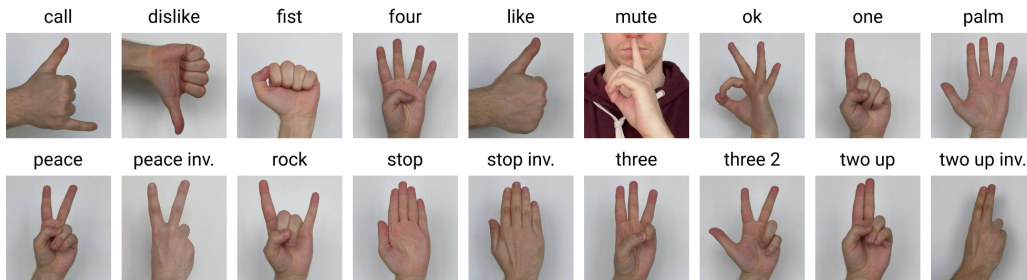 call dislike fist four like mute ok one palm
peace peace inv. rock stop stop inv. three three 2 two up two up inv.